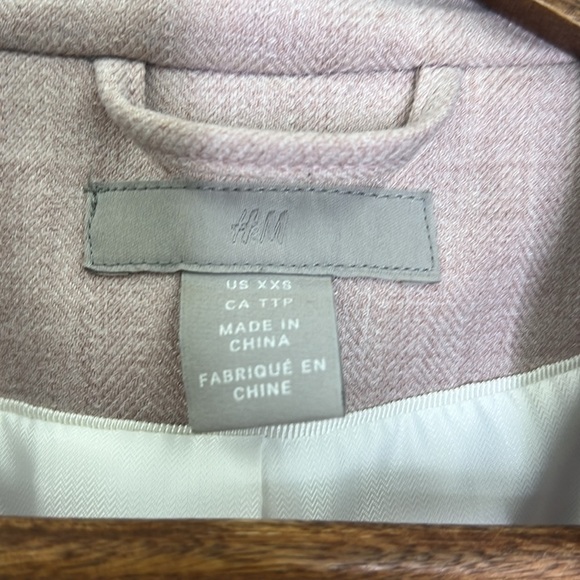 H&M
US XXS
CA TTP
MADE IN
CHINA
FABRIQUÉ EN
CHINE